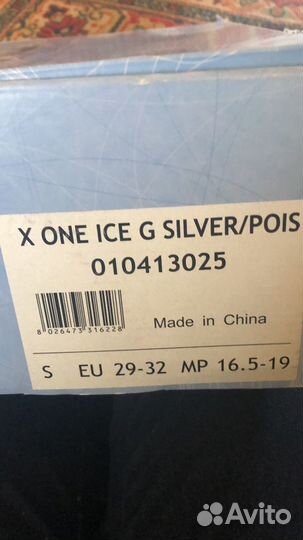 X ONE ICE G SILVER/POIS
010413025
8 026473 316228
Made in China
S EU 29-32 MP 16.5-19
Avito